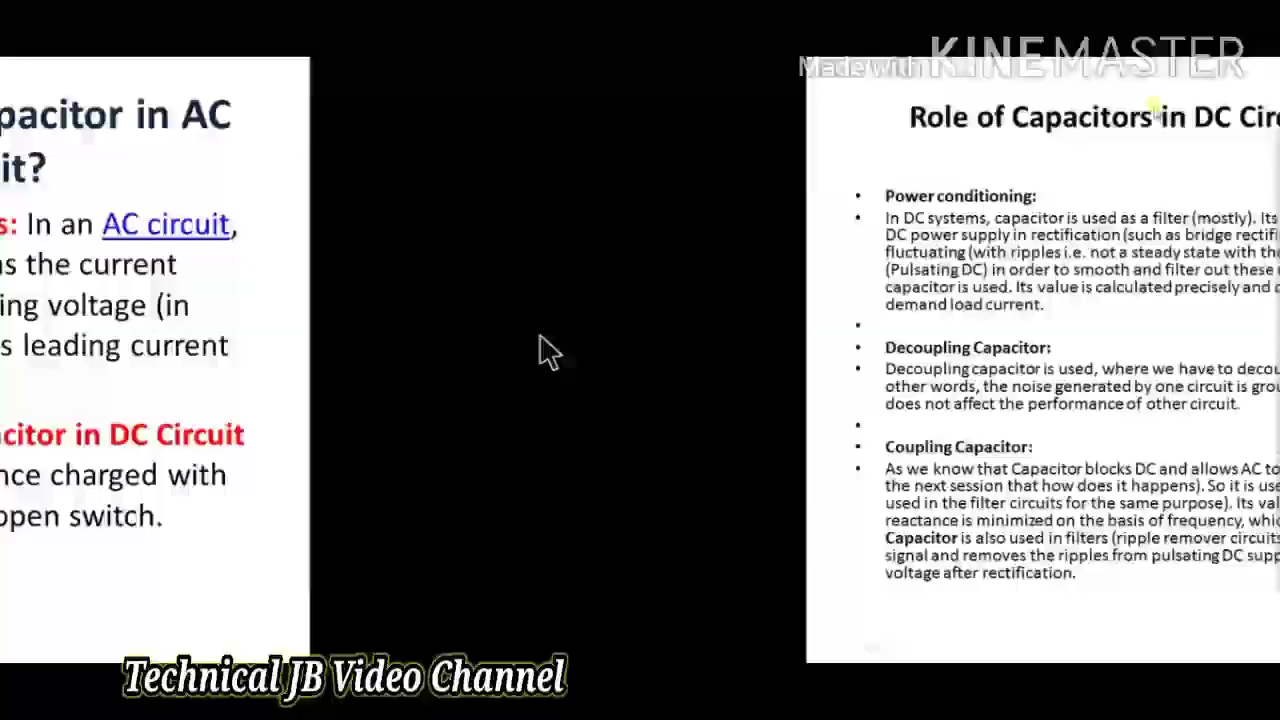 Made with KINEMASTER
pacitor in AC
it?
s: In an AC circuit,
as the current
ing voltage (in
s leading current
citor in DC Circuit
nce charged with
open switch.
Role of Capacitors in DC Cir
• Power conditioning:
• In DC systems, capacitor is used as a filter (mostly). Its
DC power supply in rectification (such as bridge rectifi
fluctuating (with ripples i.e. not a steady state with the
(Pulsating DC) in order to smooth and filter out these
capacitor is used. Its value is calculated precisely and
demand load current.
•
• Decoupling Capacitor:
• Decoupling capacitor is used, where we have to decou
other words, the noise generated by one circuit is grou
does not affect the performance of other circuit.
•
• Coupling Capacitor:
• As we know that Capacitor blocks DC and allows AC to
the next session that how does it happens). So it is use
used in the filter circuits for the same purpose). Its val
reactance is minimized on the basis of frequency, whic
Capacitor is also used in filters (ripple remover circuits
signal and removes the ripples from pulsating DC supp
voltage after rectification.
Technical JB Video Channel